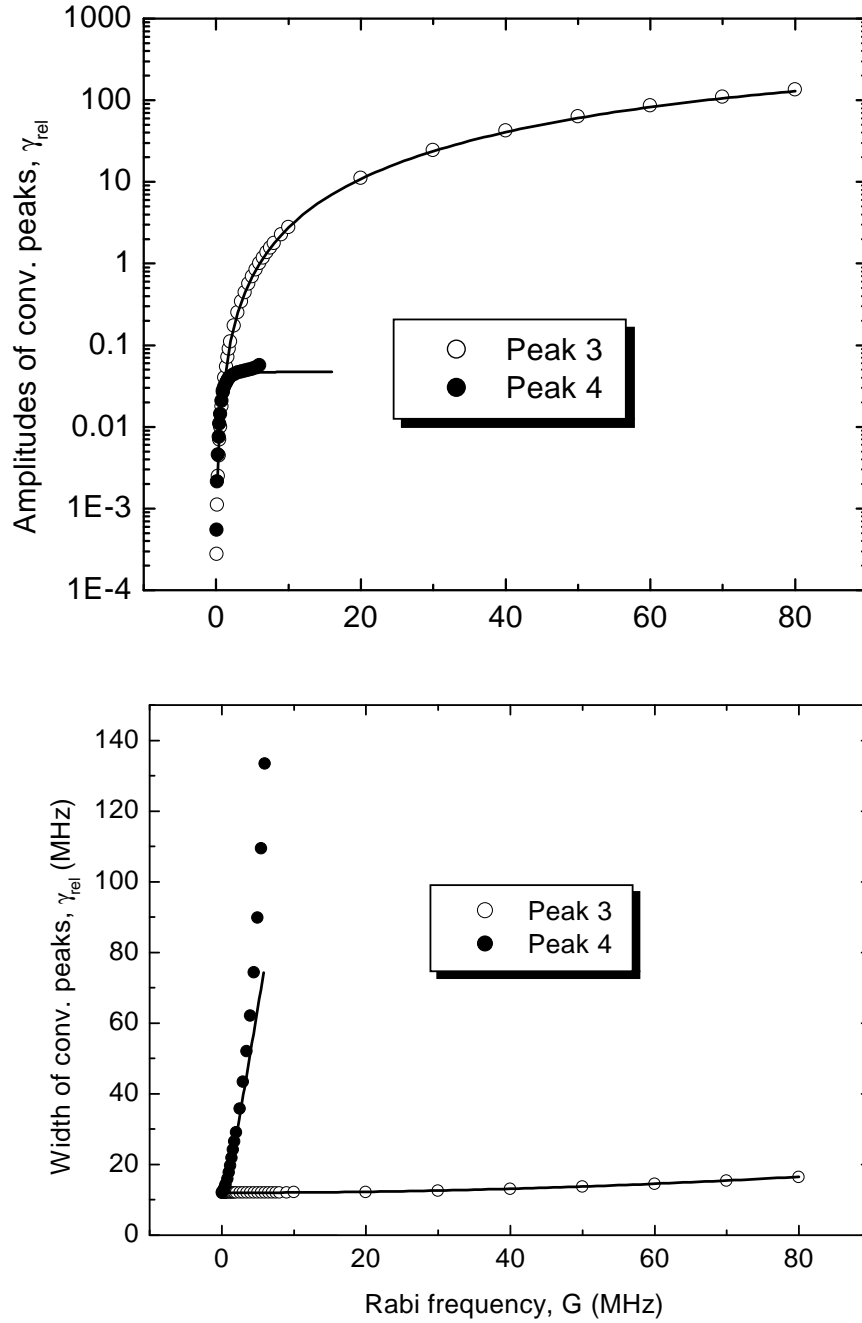 1000
100
10
1
0.1
0.01
1E-3
1E-4
Amplitudes of conv. peaks, γrel
Peak 3
Peak 4
0 20 40 60 80
140
120
100
80
60
40
20
0
Width of conv. peaks, γrel (MHz)
Peak 3
Peak 4
0 20 40 60 80
Rabi frequency, G (MHz)